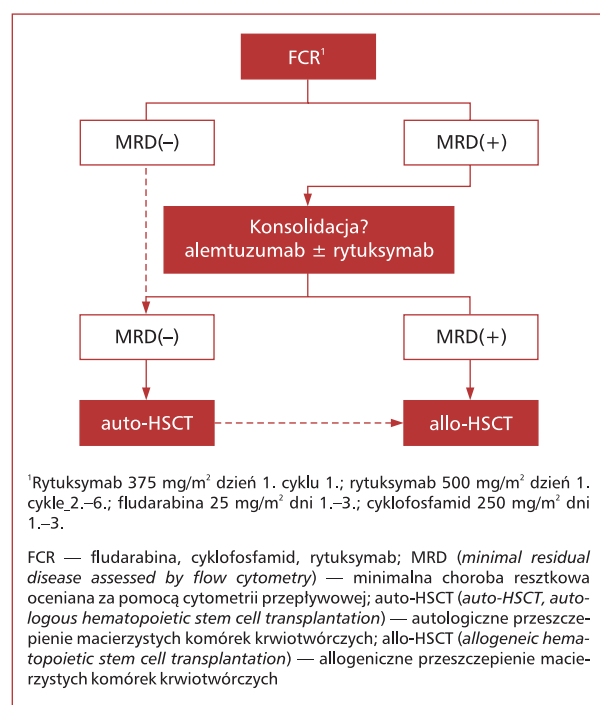 FCR¹
MRD(–)
MRD(+)
Konsolidacja?
alemtuzumab ± rytuksymab
MRD(–)
MRD(+)
auto-HSCT
allo-HSCT
¹Rytuksymab 375 mg/m² dzień 1. cyklu 1.; rytuksymab 500 mg/m² dzień 1.
cykle_2.–6.; fludarabina 25 mg/m² dni 1.–3.; cyklofosfamid 250 mg/m² dni
1.–3.
FCR — fludarabina, cyklofosfamid, rytuksymab; MRD (minimal residual
disease assessed by flow cytometry) — minimalna choroba resztkowa
oceniana za pomocą cytometrii przepływowej; auto-HSCT (auto-HSCT, auto-
logous hematopoietic stem cell transplantation) — autologiczne przeszcze-
pienie macierzystych komórek krwiotwórczych; allo-HSCT (allogeneic hema-
topoietic stem cell transplantation) — allogeniczne przeszczepienie macie-
rzystych komórek krwiotwórczych